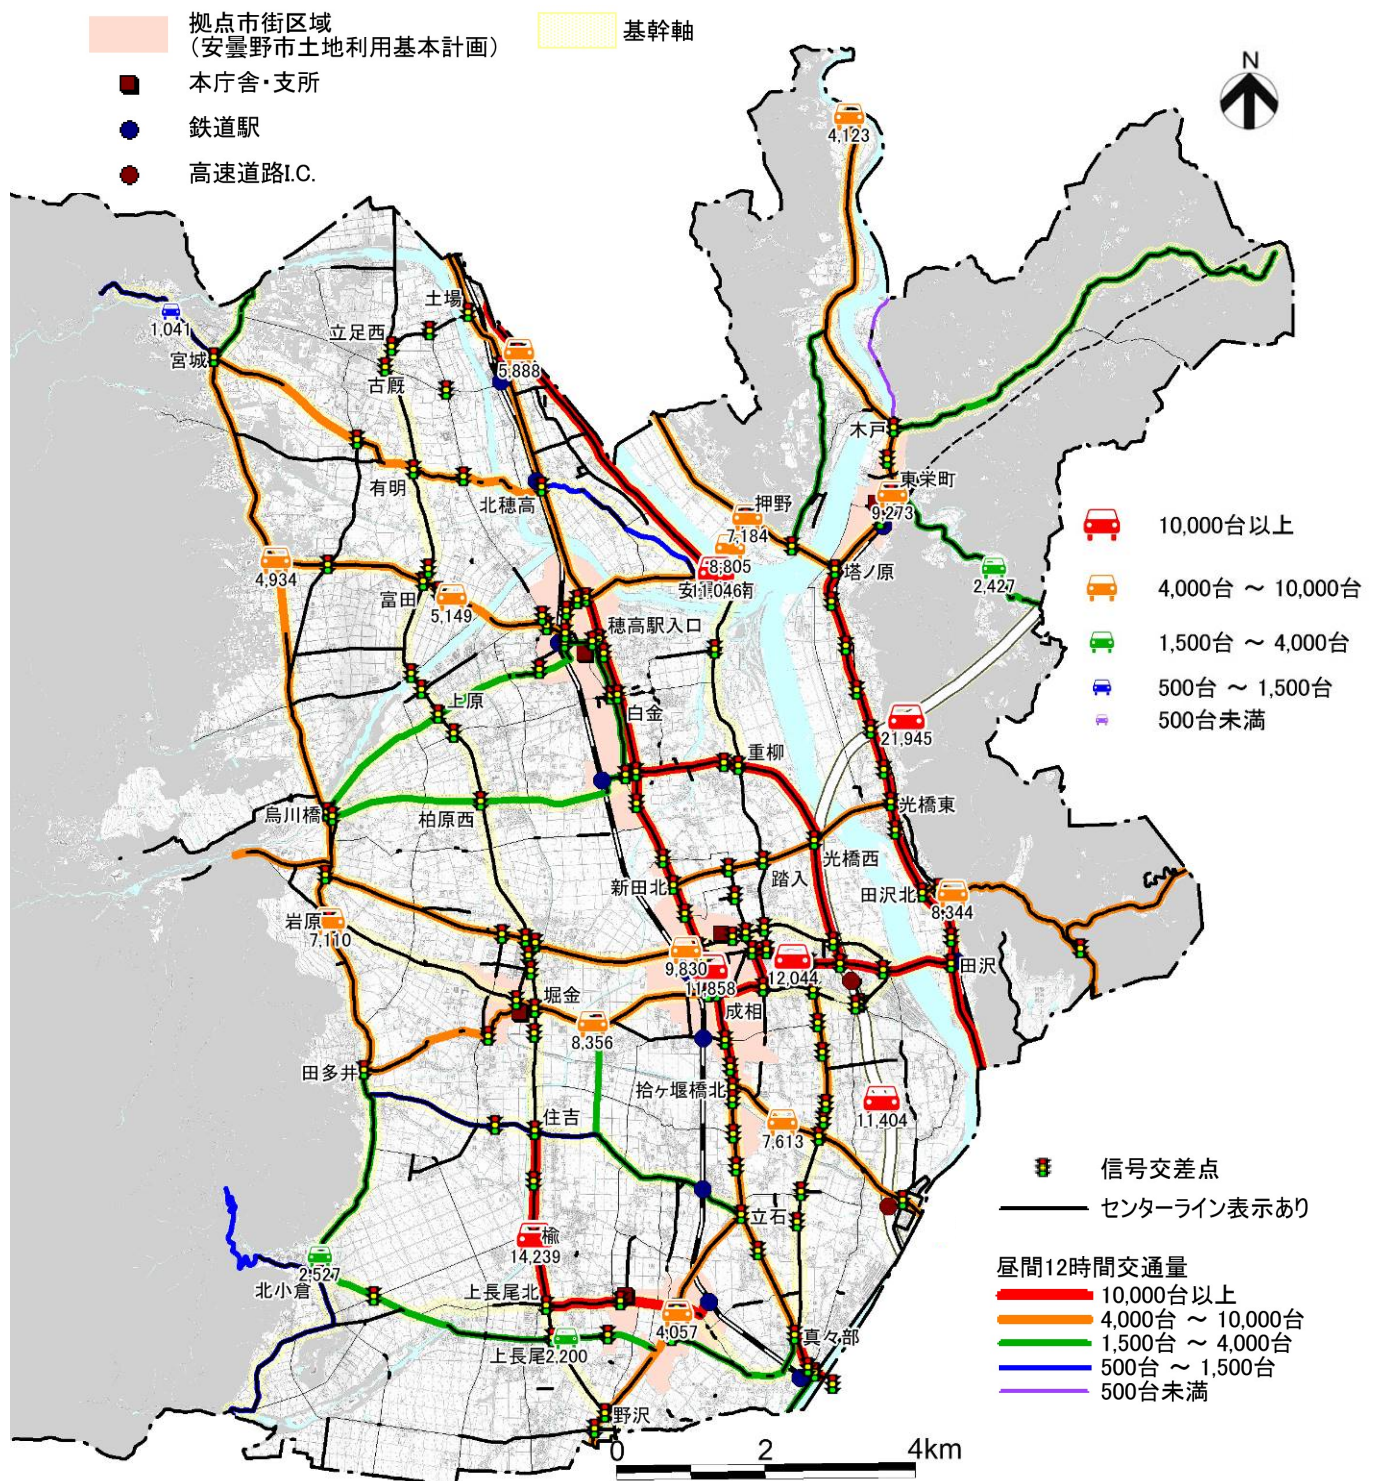 拠点市街区域
（安曇野市土地利用基本計画）
基幹軸
本庁舎・支所
鉄道駅
高速道路I.C.
N
4,123
土場
1,041
立足西
宮城
5,888
古厩
木戸
有明
北穂高
東栄町
押野
9,273
7,184
10,000台以上
8,805
4,934
11,046
塔ノ原
2,427
富田
5,149
4,000台 ～ 10,000台
穂高駅入口
1,500台 ～ 4,000台
上原
白金
500台 ～ 1,500台
21,945
500台未満
重柳
烏川橋
柏原西
光橋東
光橋西
新田北
踏入
田沢北
岩原
8,344
7,110
9,830
12,044
田沢
11,858
堀金
成相
8,356
田多井
拾ヶ堰橋北
11,404
住吉
7,613
信号交差点
センターライン表示あり
立石
楡
14,239
2,527
北小倉
昼間12時間交通量
上長尾北
10,000台以上
4,000台 ～ 10,000台
4,057
真々部
1,500台 ～ 4,000台
上長尾
2,200
500台 ～ 1,500台
500台未満
野沢
0 2 4km